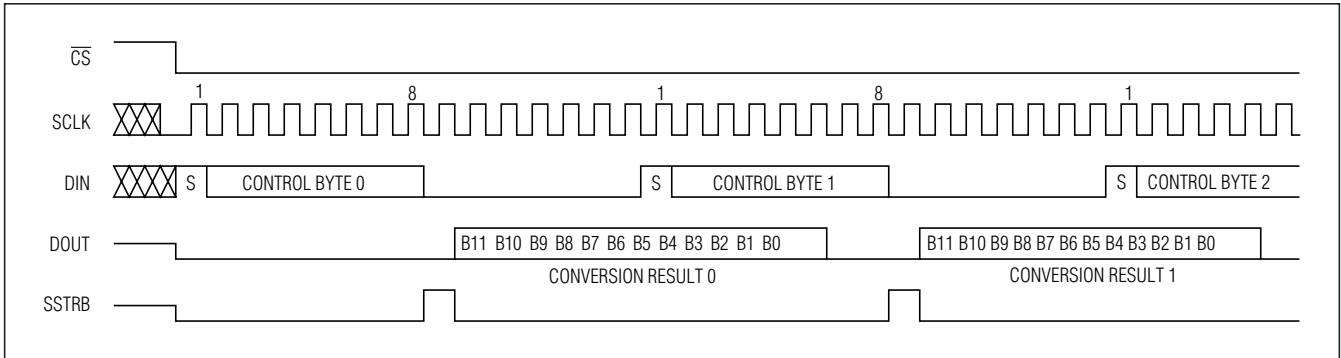 CS
1 8 1 8 1
SCLK
DIN S CONTROL BYTE 0 S CONTROL BYTE 1 S CONTROL BYTE 2
DOUT B11 B10 B9 B8 B7 B6 B5 B4 B3 B2 B1 B0 B11 B10 B9 B8 B7 B6 B5 B4 B3 B2 B1 B0
CONVERSION RESULT 0 CONVERSION RESULT 1
SSTRB